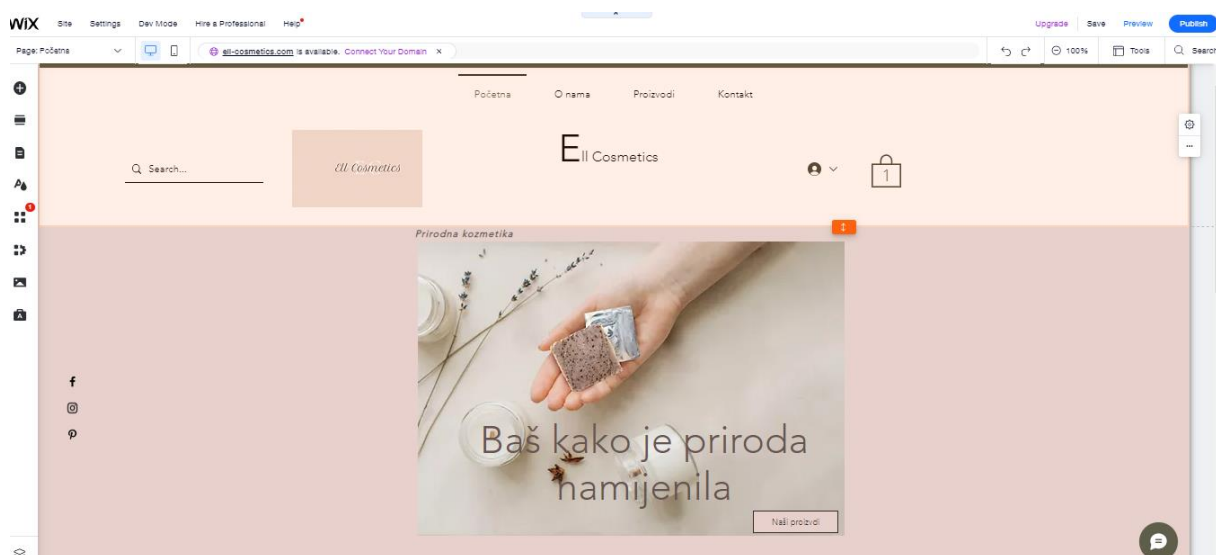 WiX Site Settings Dev Mode Hire a Professional Help Upgrade Save Preview Publish
Page: Početna ell-cosmetics.com is available. Connect Your Domain × 100% Tools Search
Početna O nama Proizvodi Kontakt
Search...
Ell Cosmetics
Ell Cosmetics
1
1
Prirodna kozmetika
Baš kako je priroda
namijenila
Naši proizvdi